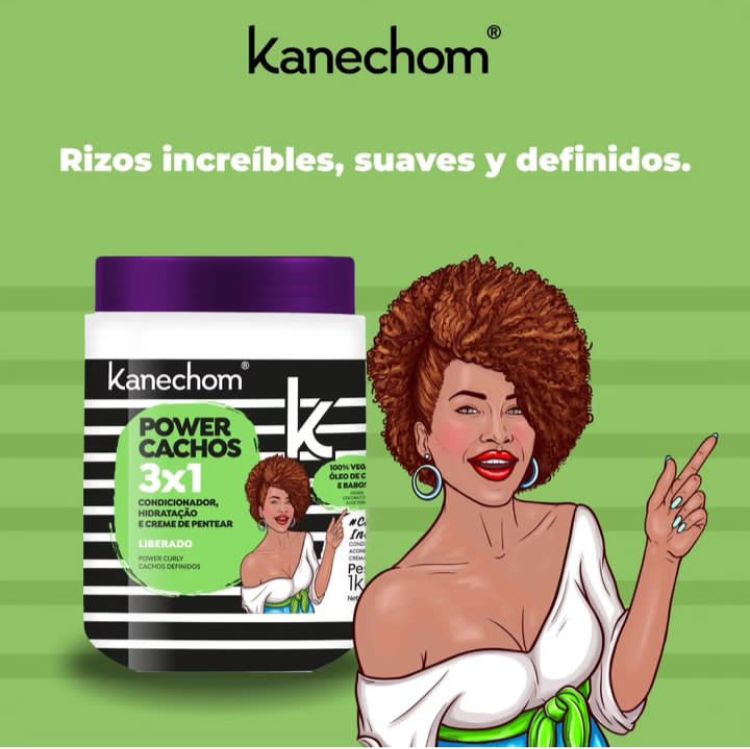 Kanechom®
Rizos increíbles, suaves y definidos.
Kanechom®
k
POWER
CACHOS
3x1
CONDICIONADOR,
HIDRATAÇÃO
E CREME DE PENTEAR
LIBERADO
POWER CURLY
CACHOS DEFINIDOS
100% VEG
ÓLEO DE C
E BABOS